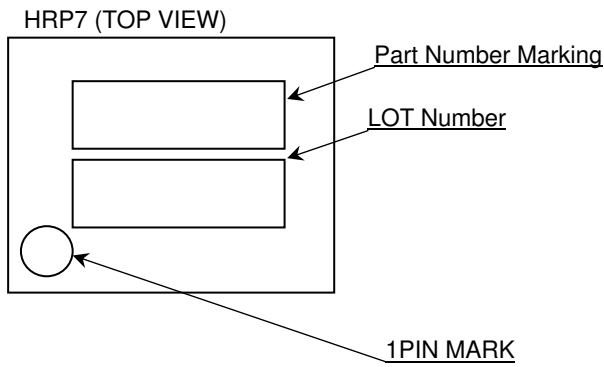 HRP7 (TOP VIEW)
Part Number Marking
LOT Number
1PIN MARK